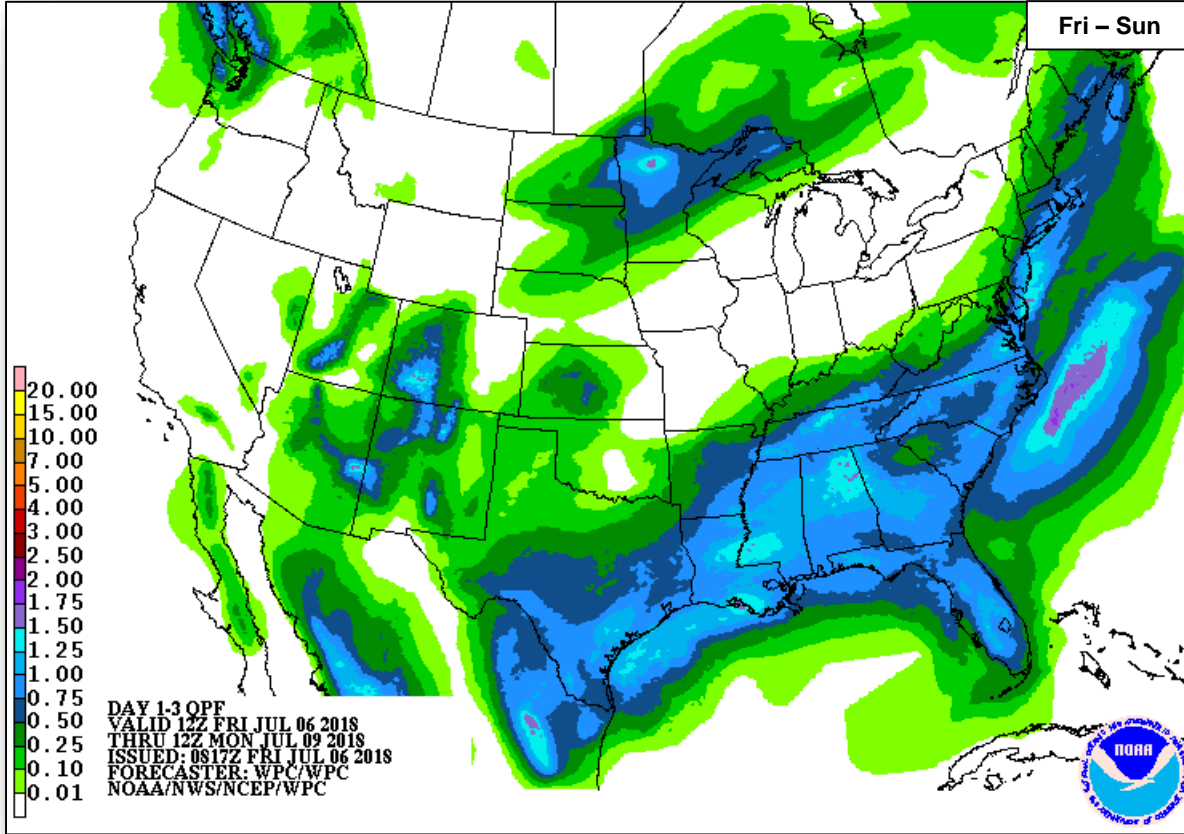 Fri – Sun
20.00
15.00
10.00
7.00
5.00
4.00
3.00
2.50
2.00
1.75
1.50
1.25
1.00
0.75
0.50
0.25
0.10
0.01
DAY 1-3 QPF
VALID 12Z FRI JUL 06 2018
THRU 12Z MON JUL 09 2018
ISSUED: 0817Z FRI JUL 06 2018
FORECASTER: WPC/WPC
NOAA/NWS/NCEP/WPC
NOAA